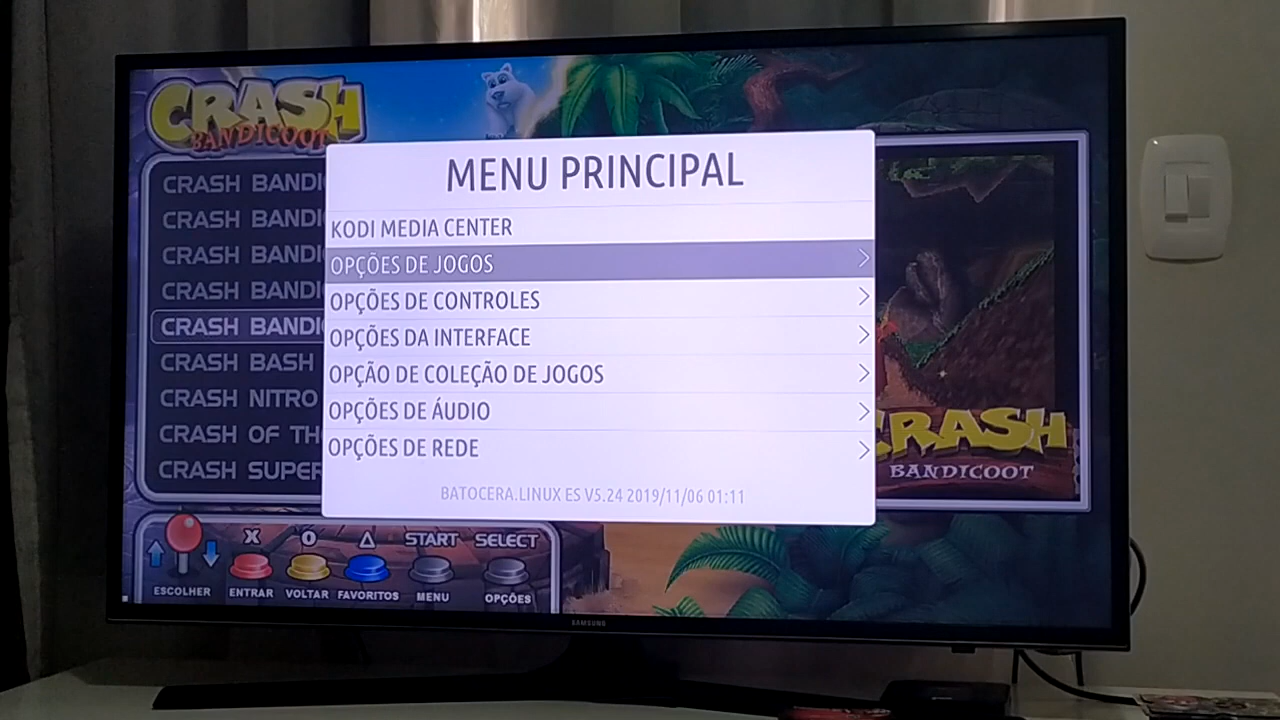 CRASH
BANDICOOT
MENU PRINCIPAL
KODI MEDIA CENTER
OPÇÕES DE JOGOS
OPÇÕES DE CONTROLES
OPÇÕES DA INTERFACE
OPÇÃO DE COLEÇÃO DE JOGOS
OPÇÕES DE ÁUDIO
OPÇÕES DE REDE
BATOCERA.LINUX ES V5.24 2019/11/06 01:11
CRASH BANDI
CRASH BANDI
CRASH BANDI
CRASH BANDI
CRASH BANDI
CRASH BASH
CRASH NITRO
CRASH OF TH
CRASH SUPER
CRASH
BANDICOOT
X O △ START SELECT
ESCOLHER ENTRAR VOLTAR FAVORITOS MENU OPÇÕES
SAMSUNG